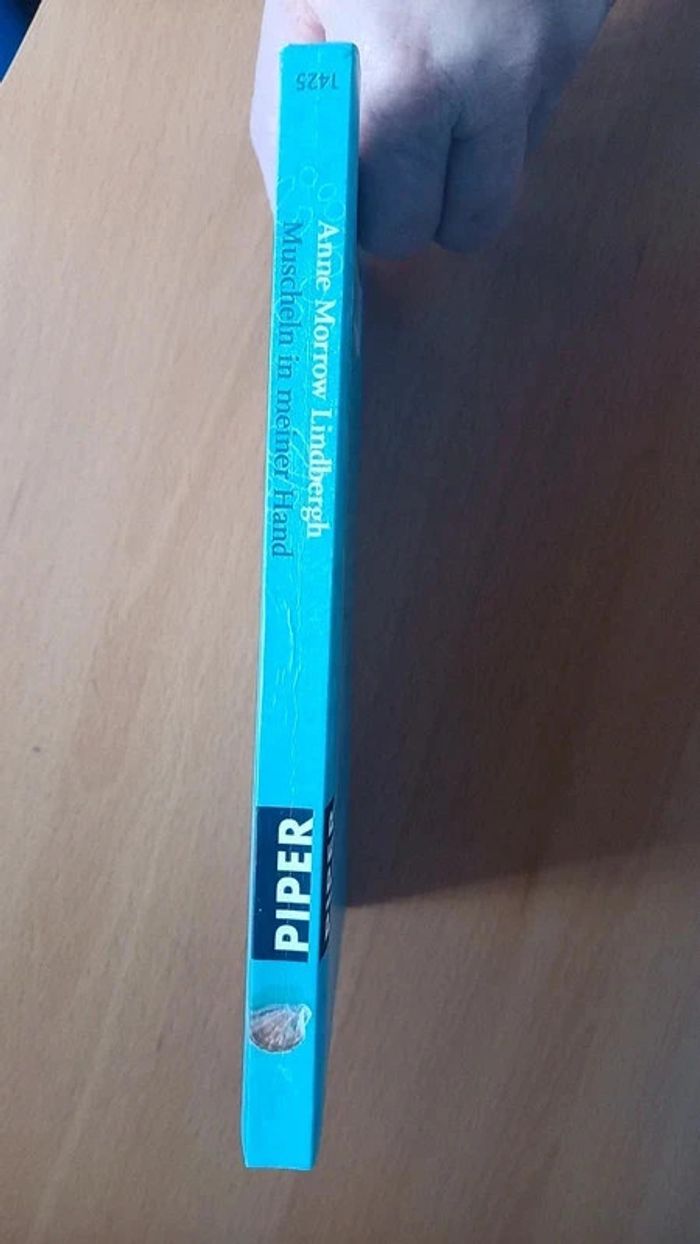 1425
Anne Morrow Lindbergh
Muscheln in meiner Hand
PIPER